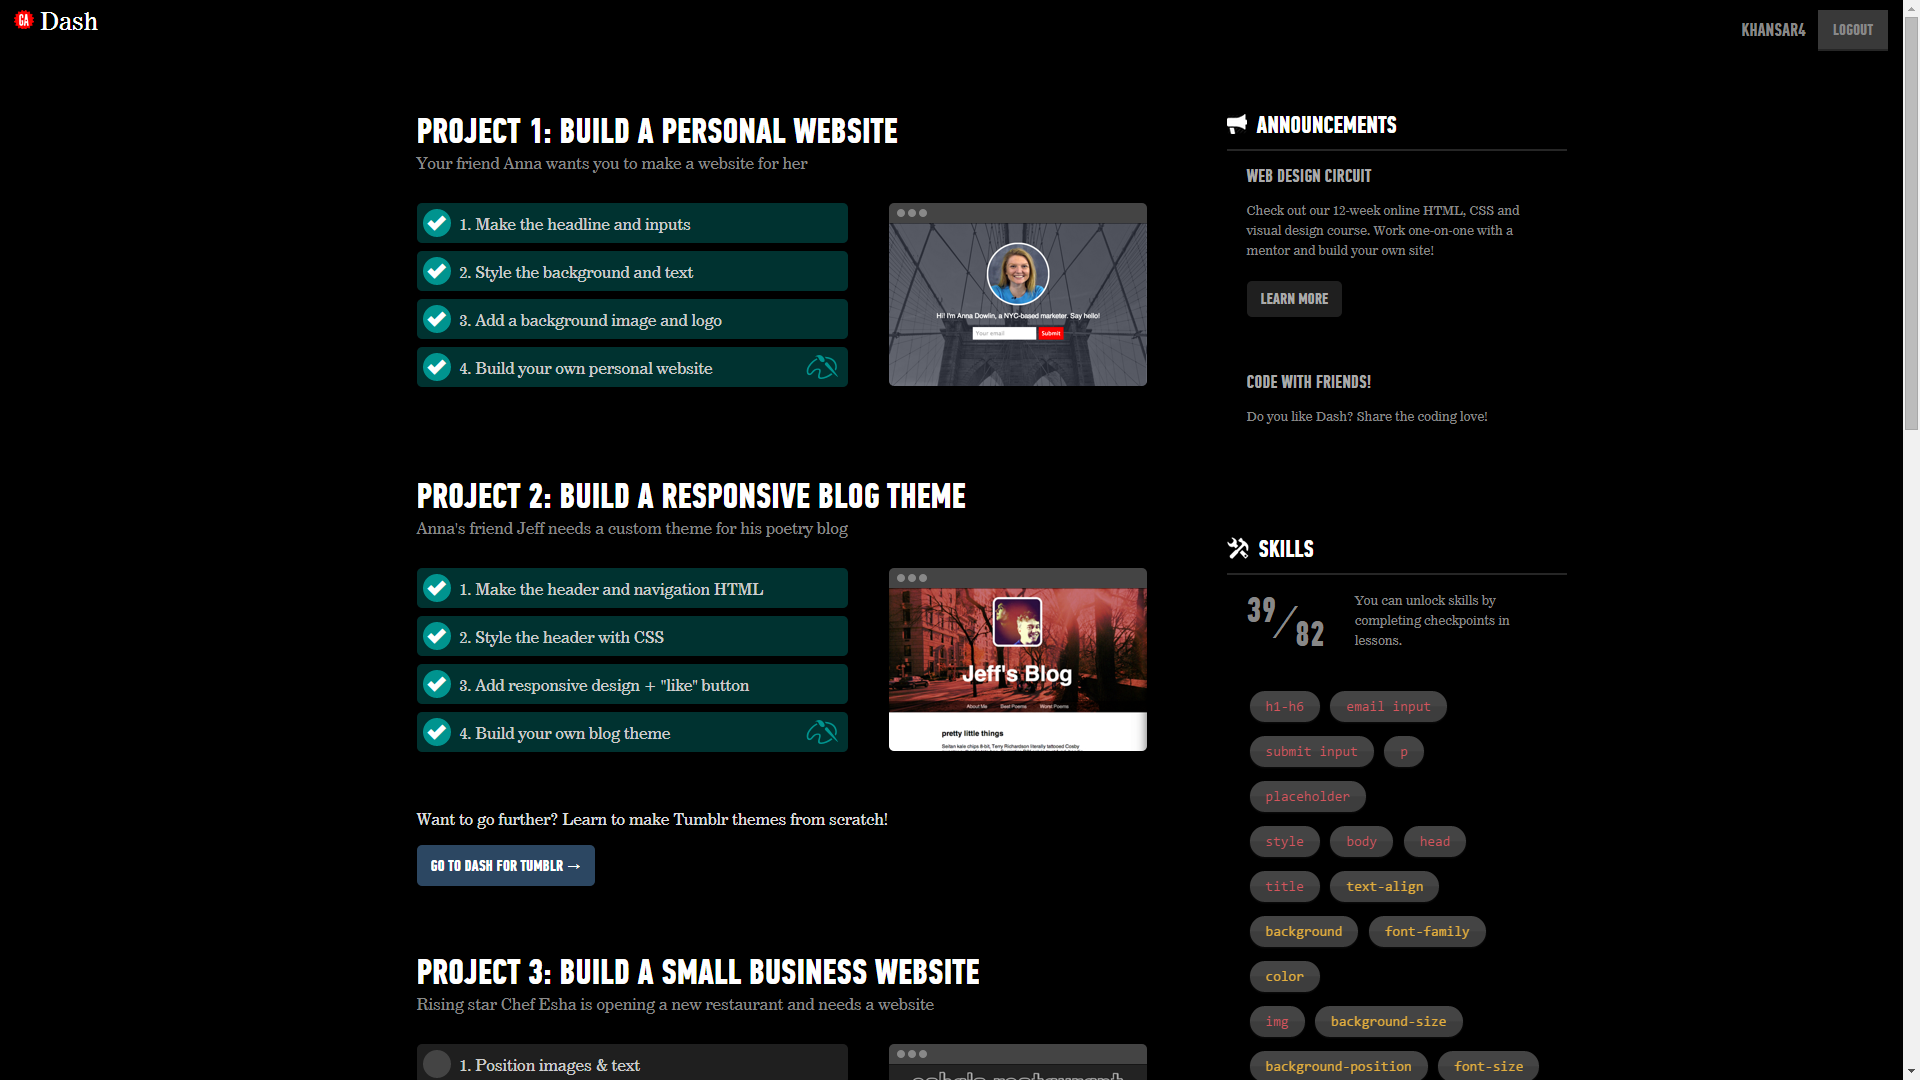 GA Dash
KHANSAR4
LOGOUT
PROJECT 1: BUILD A PERSONAL WEBSITE
Your friend Anna wants you to make a website for her
1. Make the headline and inputs
2. Style the background and text
3. Add a background image and logo
4. Build your own personal website
Hi! I'm Anna Dowlin, a NYC-based marketer. Say hello!
Your email
Submit
PROJECT 2: BUILD A RESPONSIVE BLOG THEME
Anna's friend Jeff needs a custom theme for his poetry blog
1. Make the header and navigation HTML
2. Style the header with CSS
3. Add responsive design + "like" button
4. Build your own blog theme
Jeff's Blog
About Me Best Poems Worst Poems
pretty little things
Seitan kale chips 8-bit, Terry Richardson literally tattooed Cosby
Want to go further? Learn to make Tumblr themes from scratch!
GO TO DASH FOR TUMBLR →
PROJECT 3: BUILD A SMALL BUSINESS WEBSITE
Rising star Chef Esha is opening a new restaurant and needs a website
1. Position images & text
ANNOUNCEMENTS
WEB DESIGN CIRCUIT
Check out our 12-week online HTML, CSS and
visual design course. Work one-on-one with a
mentor and build your own site!
LEARN MORE
CODE WITH FRIENDS!
Do you like Dash? Share the coding love!
SKILLS
39/82
You can unlock skills by
completing checkpoints in
lessons.
h1-h6 email input
submit input p
placeholder
style body head
title text-align
background font-family
color
img background-size
background-position font-size